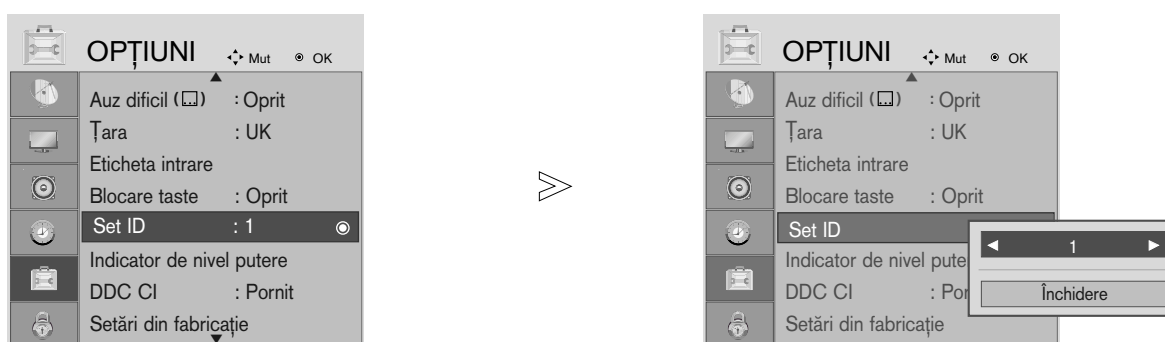 OPȚIUNI Mut OK
Auz dificil ( ) : Oprit
Țara : UK
Eticheta intrare
Blocare taste : Oprit
Set ID : 1
Indicator de nivel putere
DDC CI : Pornit
Setări din fabricație
OPȚIUNI Mut OK
Auz dificil ( ) : Oprit
Țara : UK
Eticheta intrare
Blocare taste : Oprit
Set ID
1
Indicator de nivel pute
DDC CI : Por
Închidere
Setări din fabricație